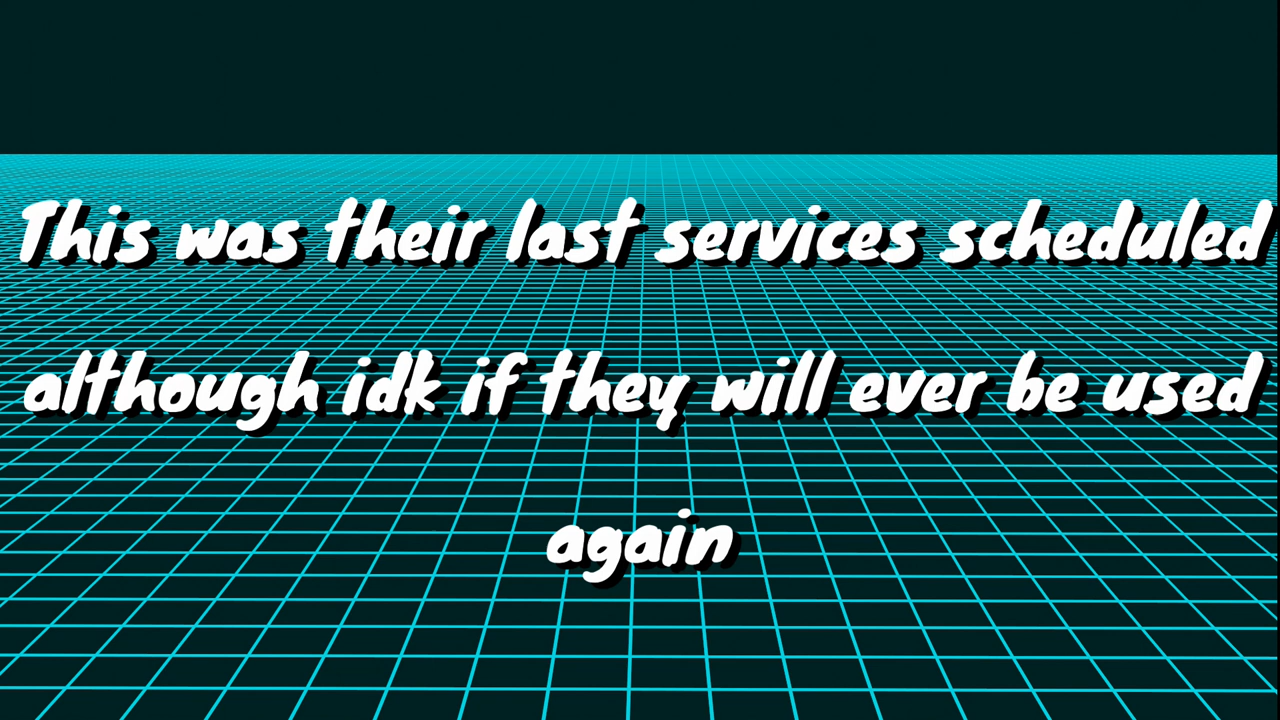 This was their last services scheduled
although idk if they will ever be used
again